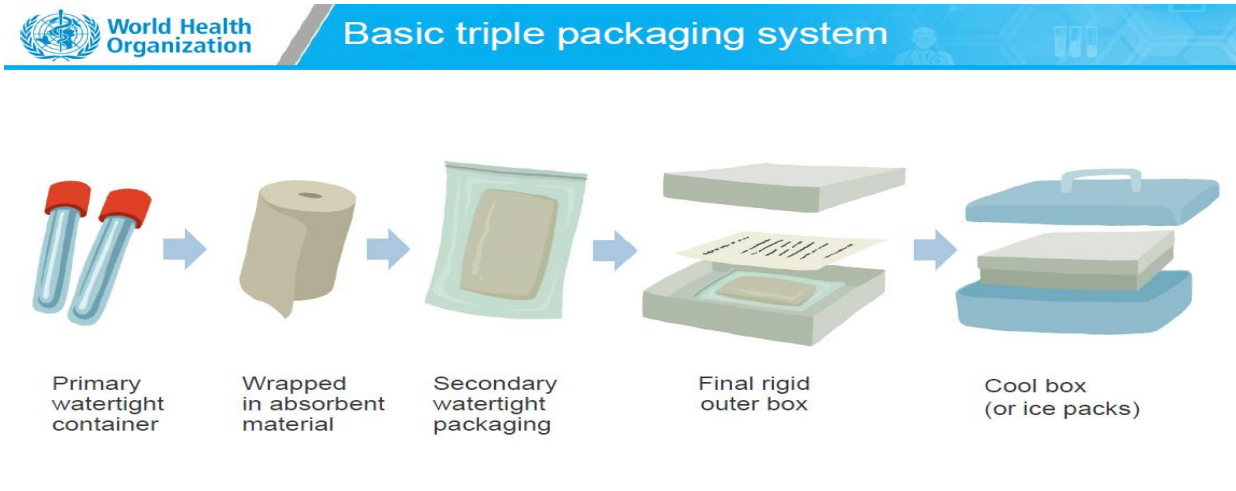 World Health
Organization
Basic triple packaging system
Primary
watertight
container
Wrapped
in absorbent
material
Secondary
watertight
packaging
Final rigid
outer box
Cool box
(or ice packs)